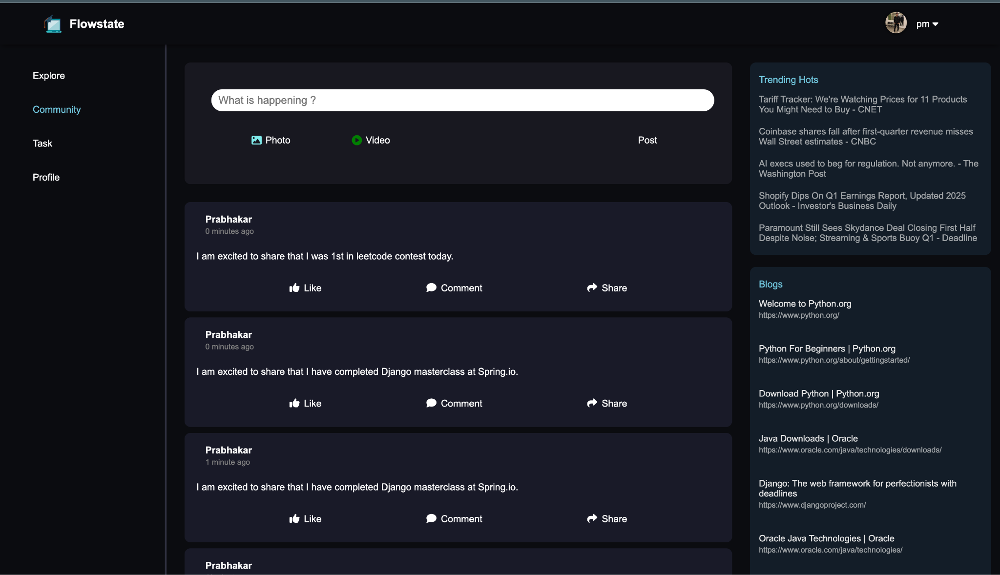 Flowstate
pm
Explore
Community
Task
Profile
What is happening ?
Photo
Video
Post
Prabhakar
0 minutes ago
I am excited to share that I was 1st in leetcode contest today.
Like
Comment
Share
Prabhakar
0 minutes ago
I am excited to share that I have completed Django masterclass at Spring.io.
Like
Comment
Share
Prabhakar
1 minute ago
I am excited to share that I have completed Django masterclass at Spring.io.
Like
Comment
Share
Prabhakar
Trending Hots
Tariff Tracker: We're Watching Prices for 11 Products
You Might Need to Buy - CNET
Coinbase shares fall after first-quarter revenue misses
Wall Street estimates - CNBC
AI execs used to beg for regulation. Not anymore. - The
Washington Post
Shopify Dips On Q1 Earnings Report, Updated 2025
Outlook - Investor's Business Daily
Paramount Still Sees Skydance Deal Closing First Half
Despite Noise; Streaming & Sports Buoy Q1 - Deadline
Blogs
Welcome to Python.org
https://www.python.org/
Python For Beginners | Python.org
https://www.python.org/about/gettingstarted/
Download Python | Python.org
https://www.python.org/downloads/
Java Downloads | Oracle
https://www.oracle.com/java/technologies/downloads/
Django: The web framework for perfectionists with
deadlines
https://www.djangoproject.com/
Oracle Java Technologies | Oracle
https://www.oracle.com/java/technologies/